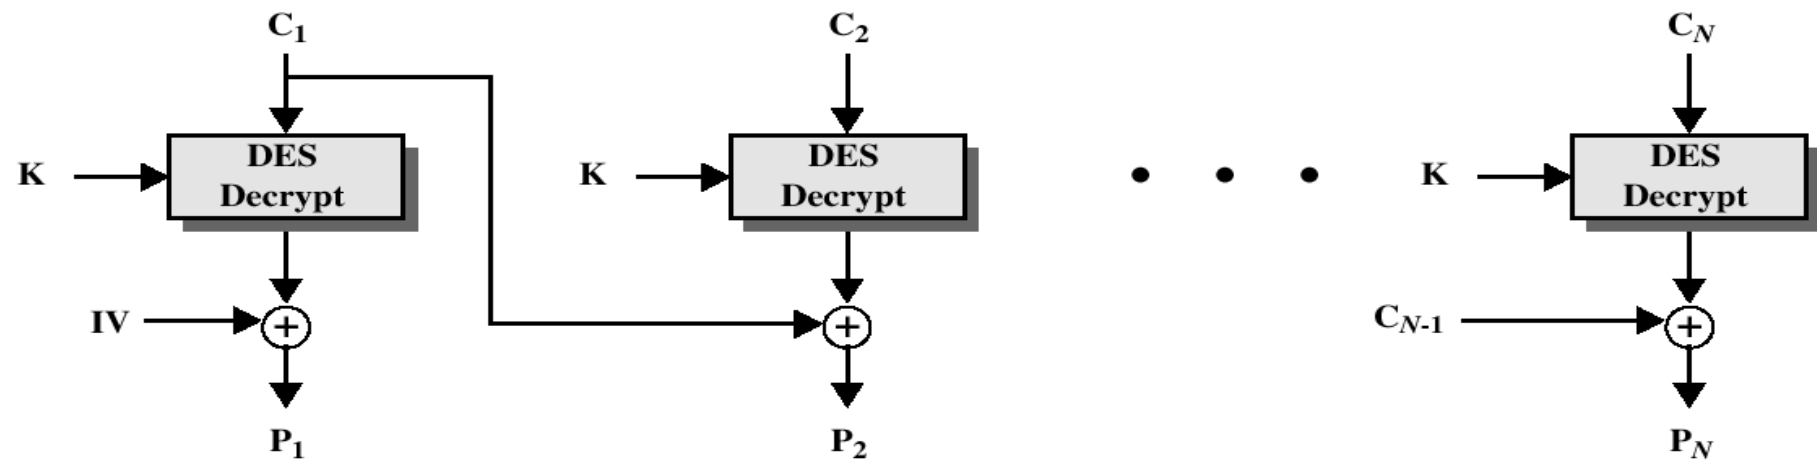 C1 C2 CN
K DES Decrypt K DES Decrypt • • • K DES Decrypt
IV + + CN-1 +
P1 P2 PN